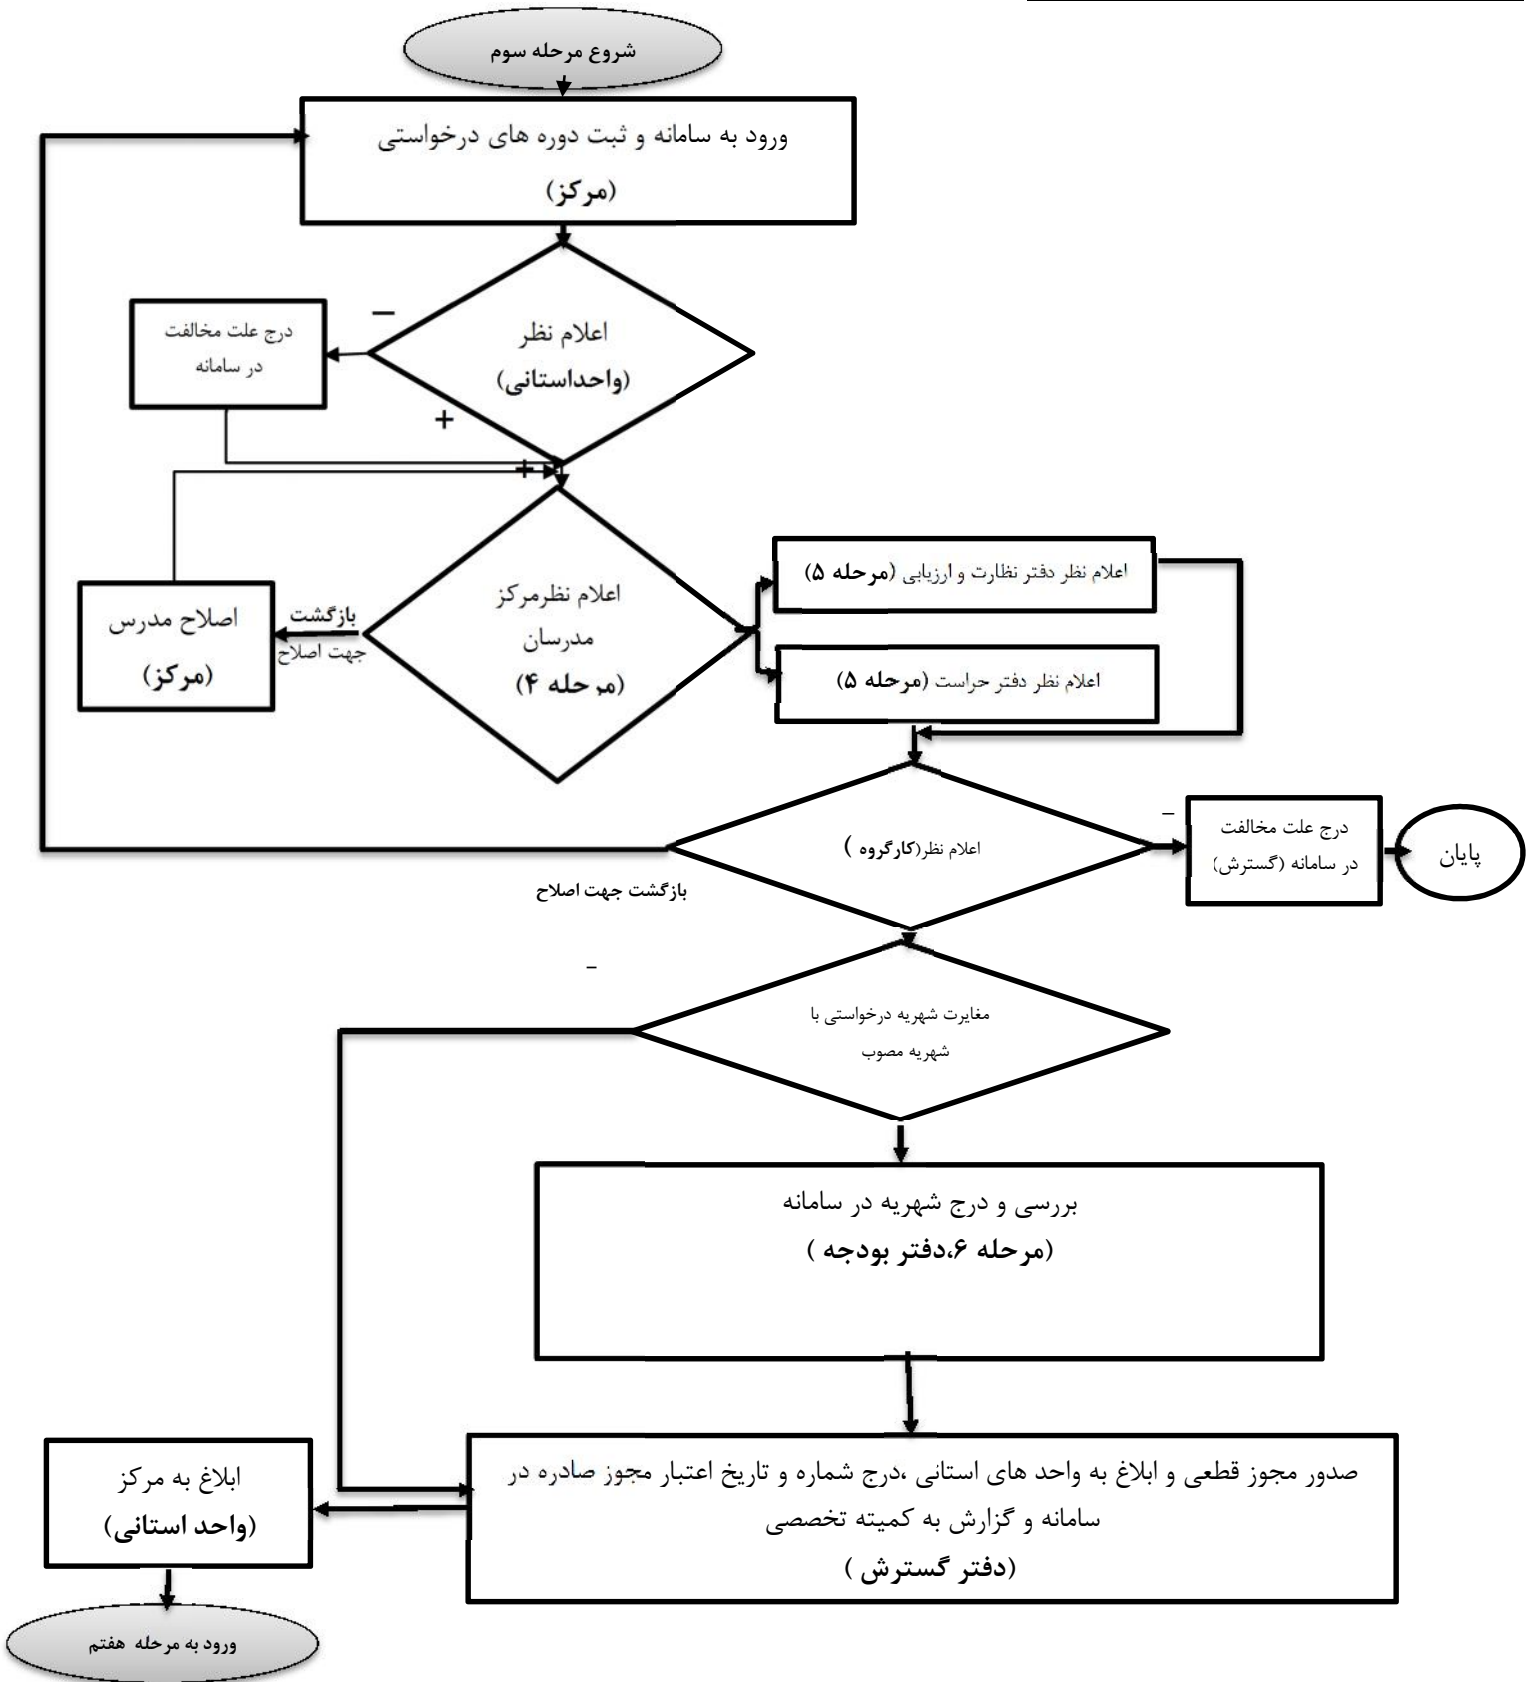 شروع مرحله سوم
ورود به سامانه و ثبت دوره های درخواستی
(مرکز)
–
درج علت مخالفت
در سامانه
اعلام نظر
(واحداستانی)
+
+
اعلام نظرمرکز
مدرسان
(مرحله ۴)
بازگشت
جهت اصلاح
اصلاح مدرس
(مرکز)
اعلام نظر دفتر نظارت و ارزیابی (مرحله ۵)
اعلام نظر دفتر حراست (مرحله ۵)
اعلام نظر(کارگروه )
–
درج علت مخالفت
در سامانه (گسترش)
پایان
بازگشت جهت اصلاح
–
مغایرت شهریه درخواستی با
شهریه مصوب
بررسی و درج شهریه در سامانه
(مرحله ۶،دفتر بودجه )
صدور مجوز قطعی و ابلاغ به واحد های استانی ،درج شماره و تاریخ اعتبار مجوز صادره در
سامانه و گزارش به کمیته تخصصی
(دفتر گسترش )
ابلاغ به مرکز
(واحد استانی)
ورود به مرحله هفتم